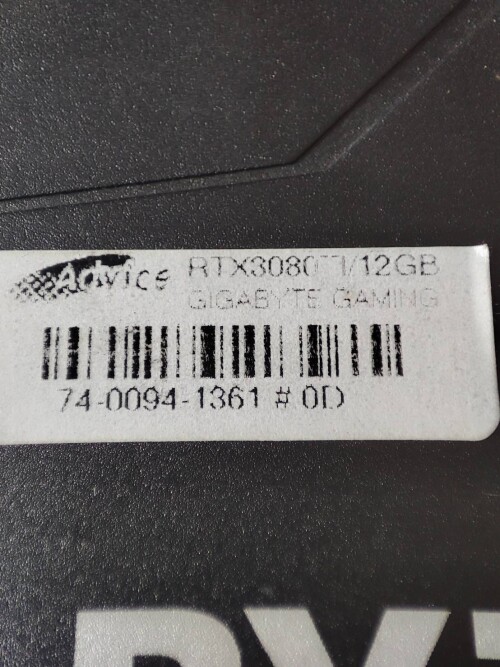 Advice
RTX3080TI/12GB
GIGABYTE GAMING
74-0094-1361 # 0D